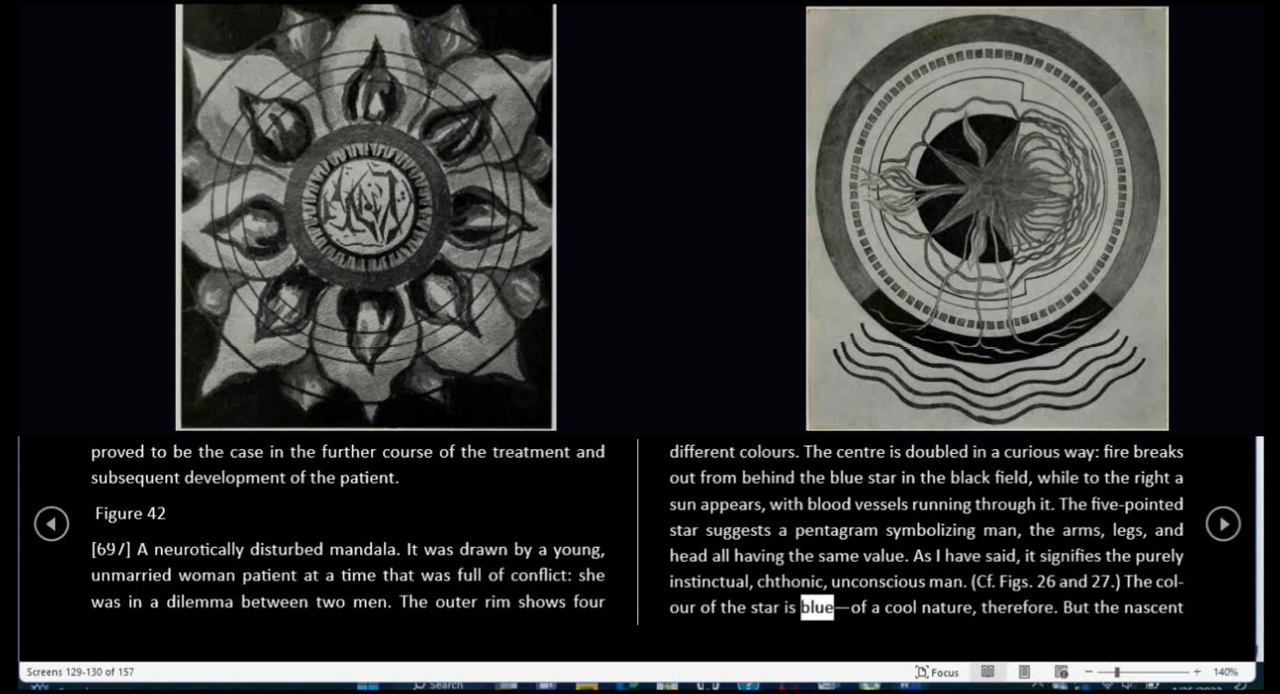 proved to be the case in the further course of the treatment and
subsequent development of the patient.
Figure 42
[697] A neurotically disturbed mandala. It was drawn by a young,
unmarried woman patient at a time that was full of conflict: she
was in a dilemma between two men. The outer rim shows four
different colours. The centre is doubled in a curious way: fire breaks
out from behind the blue star in the black field, while to the right a
sun appears, with blood vessels running through it. The five-pointed
star suggests a pentagram symbolizing man, the arms, legs, and
head all having the same value. As I have said, it signifies the purely
instinctual, chthonic, unconscious man. (Cf. Figs. 26 and 27.) The col-
our of the star is blue—of a cool nature, therefore. But the nascent
Screens 129-130 of 157
Focus
140%
Search